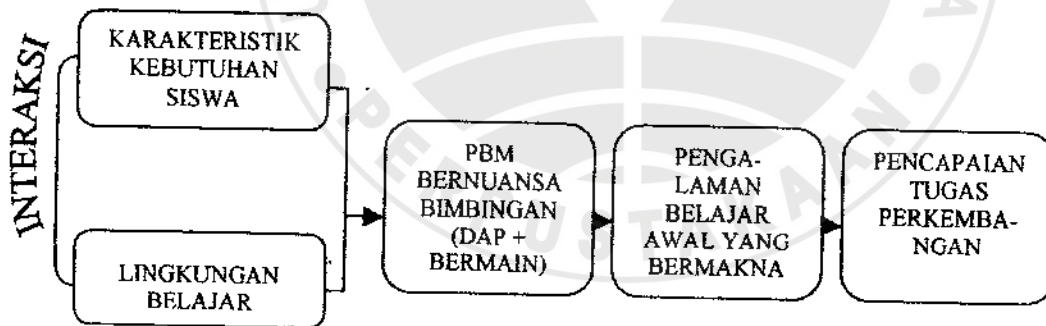 INTERAKSI
KARAKTERISTIK
KEBUTUHAN
SISWA
LINGKUNGAN
BELAJAR
PBM
BERNUANSA
BIMBINGAN
(DAP +
BERMAIN)
PENGA-
LAMAN
BELAJAR
AWAL YANG
BERMAKNA
PENCAPAIAN
TUGAS
PERKEMBA-
NGAN
PERPUSTAKAAN